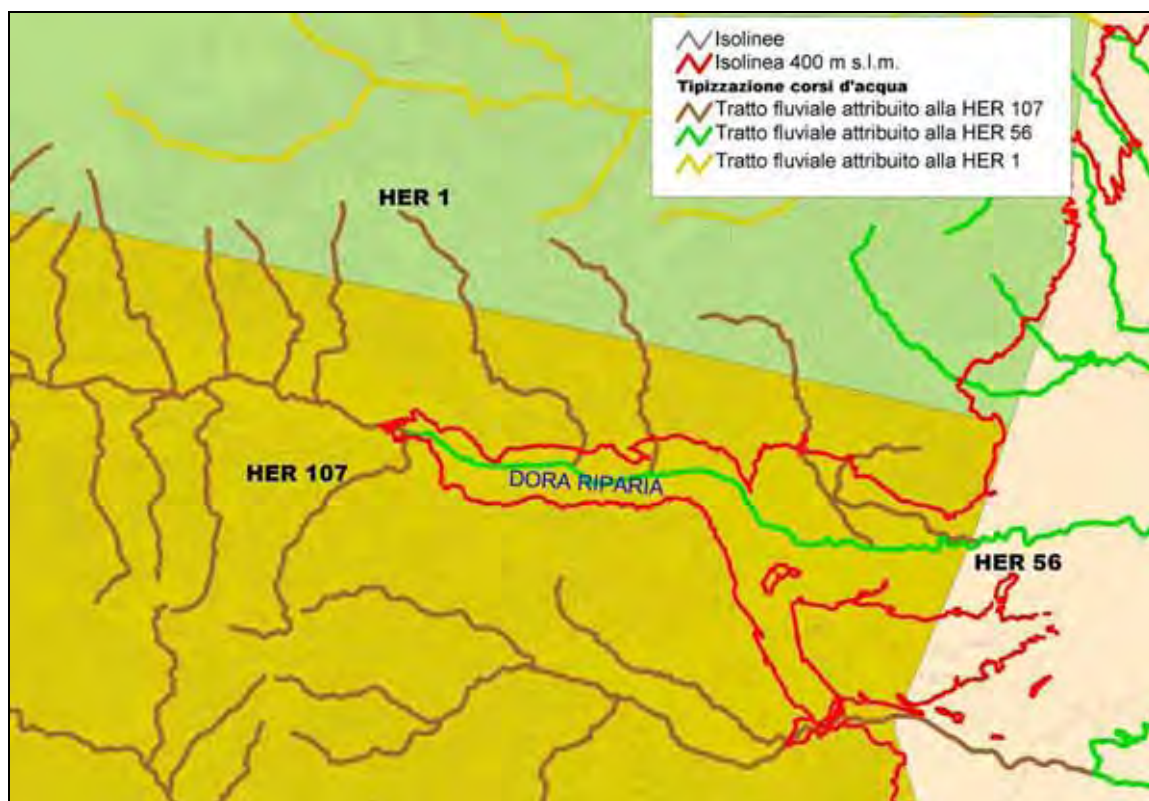 Isolinee
Isolinea 400 m s.l.m.
Tipizzazione corsi d'acqua
Tratto fluviale attribuito alla HER 107
Tratto fluviale attribuito alla HER 56
Tratto fluviale attribuito alla HER 1
HER 1
HER 107
DORA RIPARIA
HER 56